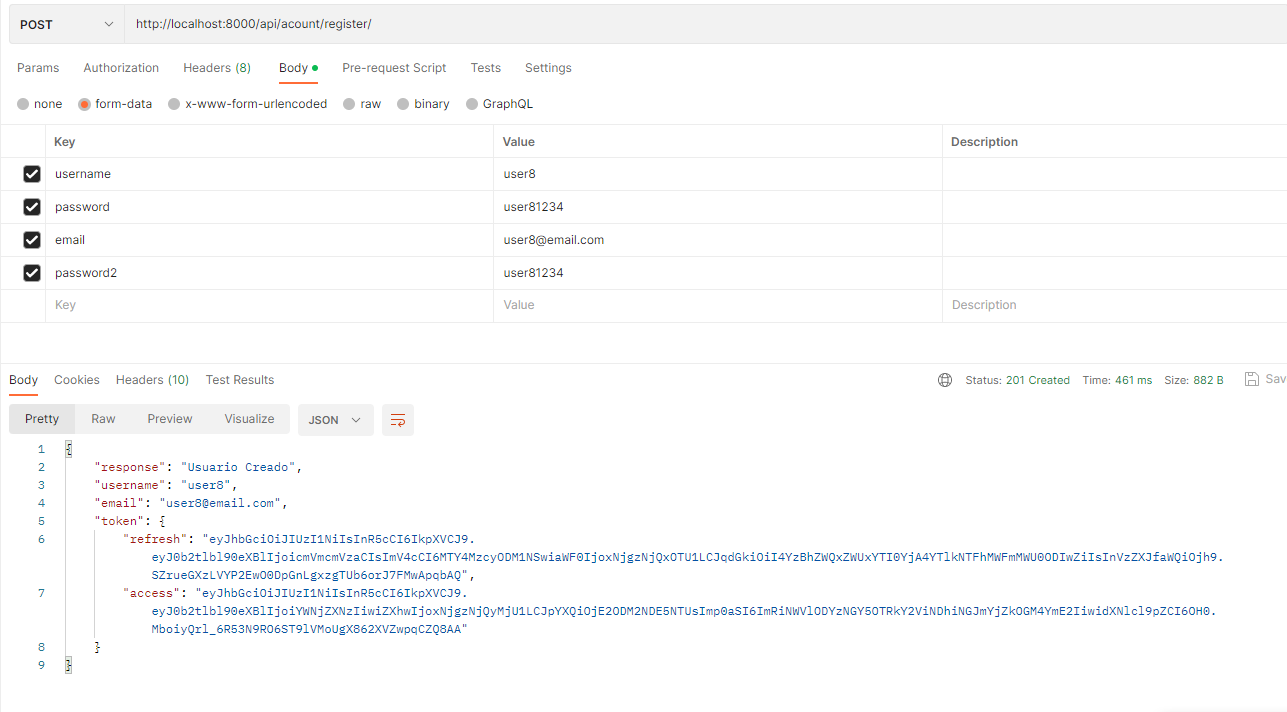 POST http://localhost:8000/api/acount/register/
Params Authorization Headers (8) Body Pre-request Script Tests Settings
none form-data x-www-form-urlencoded raw binary GraphQL
Key Value Description
username user8
password user81234
email user8@email.com
password2 user81234
Key Value Description
Body Cookies Headers (10) Test Results Status: 201 Created Time: 461 ms Size: 882 B Sav
Pretty Raw Preview Visualize JSON
1 {
2 "response": "Usuario Creado",
3 "username": "user8",
4 "email": "user8@email.com",
5 "token": {
6 "refresh": "eyJhbGciOiJIUzI1NiIsInR5cCI6IkpXVCJ9.
eyJ0b2tlbl90eXBlIjoicmVmcmVzaCIsImV4cCI6MTY4MzcyODM1NSwiaWF0IjoxNjgzNjQxOTU1LCJqdGkiOiI4YzBhZWQxZWUxYTI0YjA4YTlkNTFhMWFmMWU0ODIwZiIsInVzZXJfaWQiOjh9.
SZrueGXzLVYP2EwO0DpGnLgxzgTUb6orJ7FMwApqbAQ",
7 "access": "eyJhbGciOiJIUzI1NiIsInR5cCI6IkpXVCJ9.
eyJ0b2tlbl90eXBlIjoiYWNjZXNzIiwiZXhwIjoxNjgzNjQyMjU1LCJpYXQiOjE2ODM2NDE5NTUsImp0aSI6ImRiNWVlODYzNGY5OTRkY2ViNDhiNGJmYjZkOGM4YmE2IiwidXNlcl9pZCI6OH0.
MboiyQrl_6R53N9RO6ST9lVMoUgX862XVZwpqCZQ8AA"
8 }
9 }